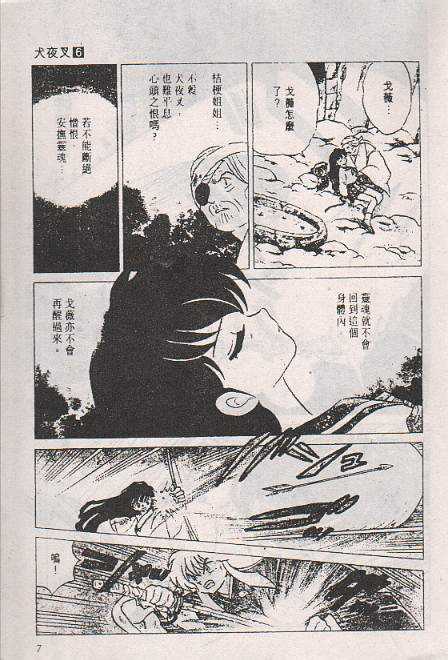 犬夜叉6
戈薇…
戈薇怎麼
了？
桔梗姐姐…
不殺
犬夜叉，
也難平息
心頭之恨嗎？
若不能斷絕
憎恨、
安撫靈魂…
靈魂就不會
回到這個
身體內
戈薇亦不會
再醒過來。
嗚！
7